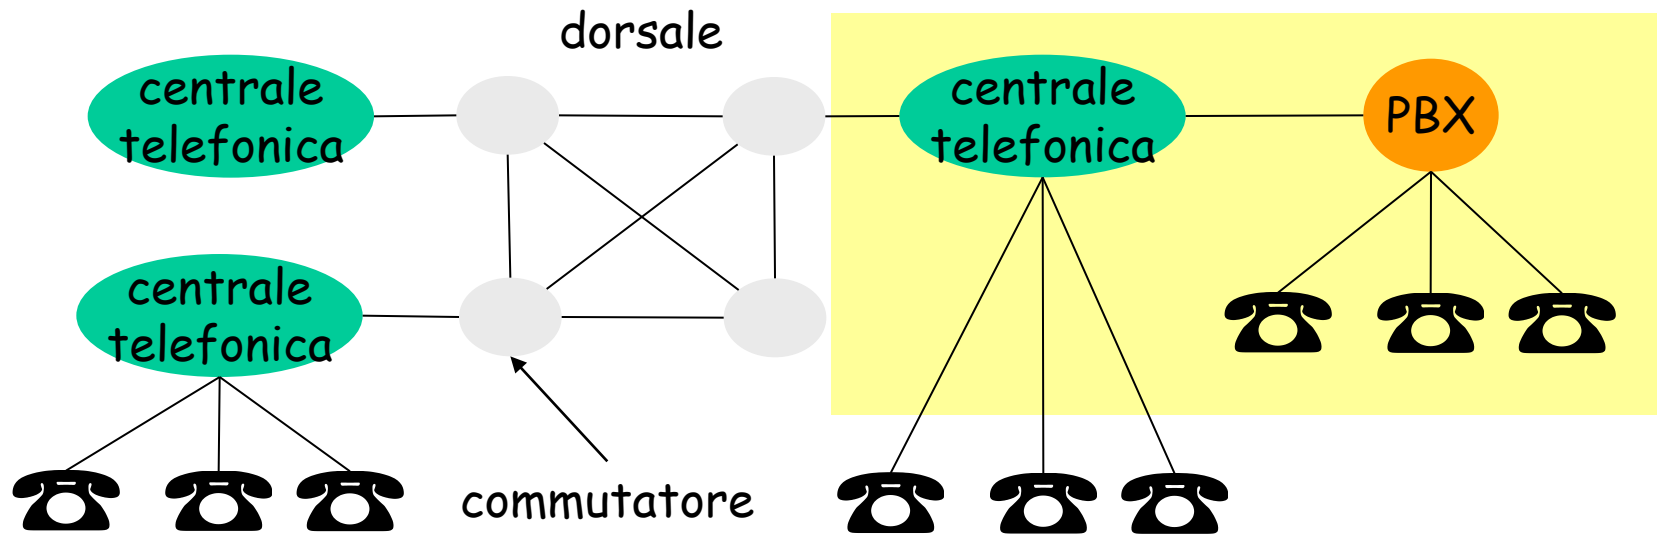 dorsale
centrale
telefonica
centrale
telefonica
PBX
centrale
telefonica
commutatore